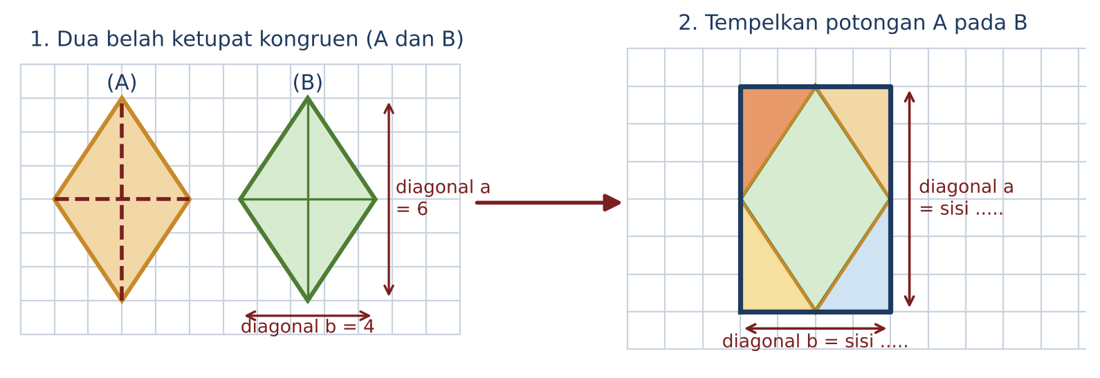 1. Dua belah ketupat kongruen (A dan B)
(A)
(B)
diagonal a
= 6
diagonal b = 4
2. Tempelkan potongan A pada B
diagonal a
= sisi .....
diagonal b = sisi .....